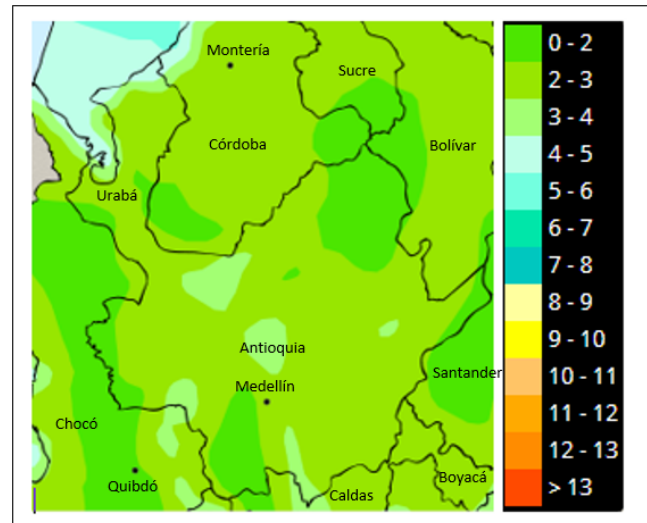 Montería
Sucre
Córdoba
Bolívar
Urabá
Antioquia
Medellín
Santander
Chocó
Quibdó
Caldas
Boyacá
0 - 2
2 - 3
3 - 4
4 - 5
5 - 6
6 - 7
7 - 8
8 - 9
9 - 10
10 - 11
11 - 12
12 - 13
> 13